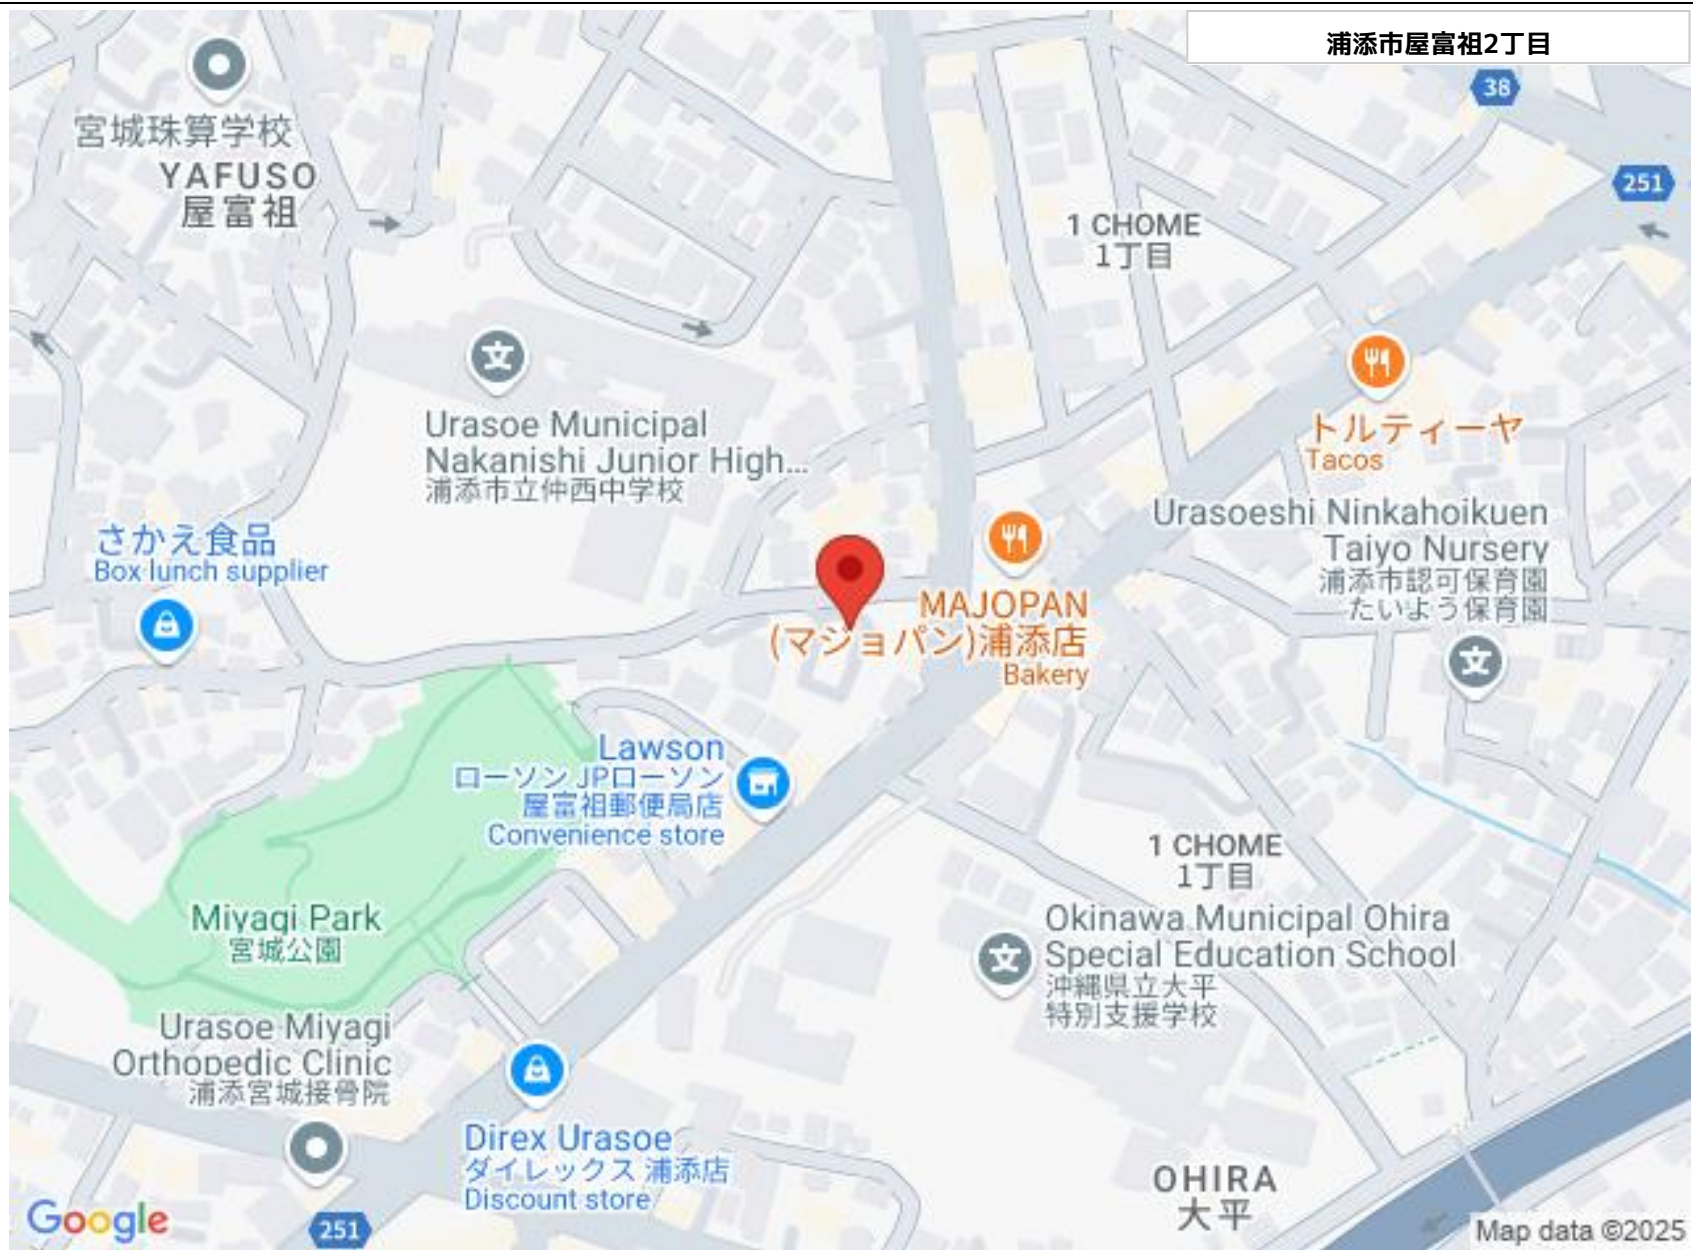 浦添市屋富祖2丁目
38
宮城珠算学校
YAFUSO
屋富祖
251
1 CHOME
1丁目
Urasoe Municipal
Nakanishi Junior High...
浦添市立仲西中学校
トルティーヤ
Tacos
さかえ食品
Box lunch supplier
Urasoeshi Ninkahoikuen
Taiyo Nursery
浦添市認可保育園
たいよう保育園
MAJOPAN
(マジョパン)浦添店
Bakery
Lawson
ローソン JPローソン
屋富祖郵便局店
Convenience store
1 CHOME
1丁目
Miyagi Park
宮城公園
Okinawa Municipal Ohira
Special Education School
沖縄県立大平
特別支援学校
Urasoe Miyagi
Orthopedic Clinic
浦添宮城接骨院
Direx Urasoe
ダイレックス 浦添店
Discount store
OHIRA
大平
Google
251
Map data ©2025